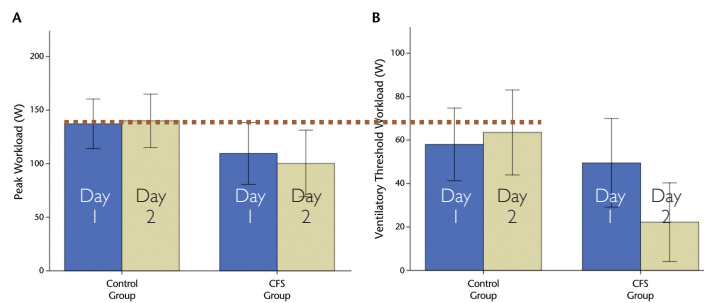 A
Peak Workload (W)
200
150
100
50
0
Day
1
Day
2
Day
1
Day
2
Control
Group
CFS
Group
B
Ventilatory Threshold Workload (W)
100
80
60
40
20
0
Day
1
Day
2
Day
1
Day
2
Control
Group
CFS
Group